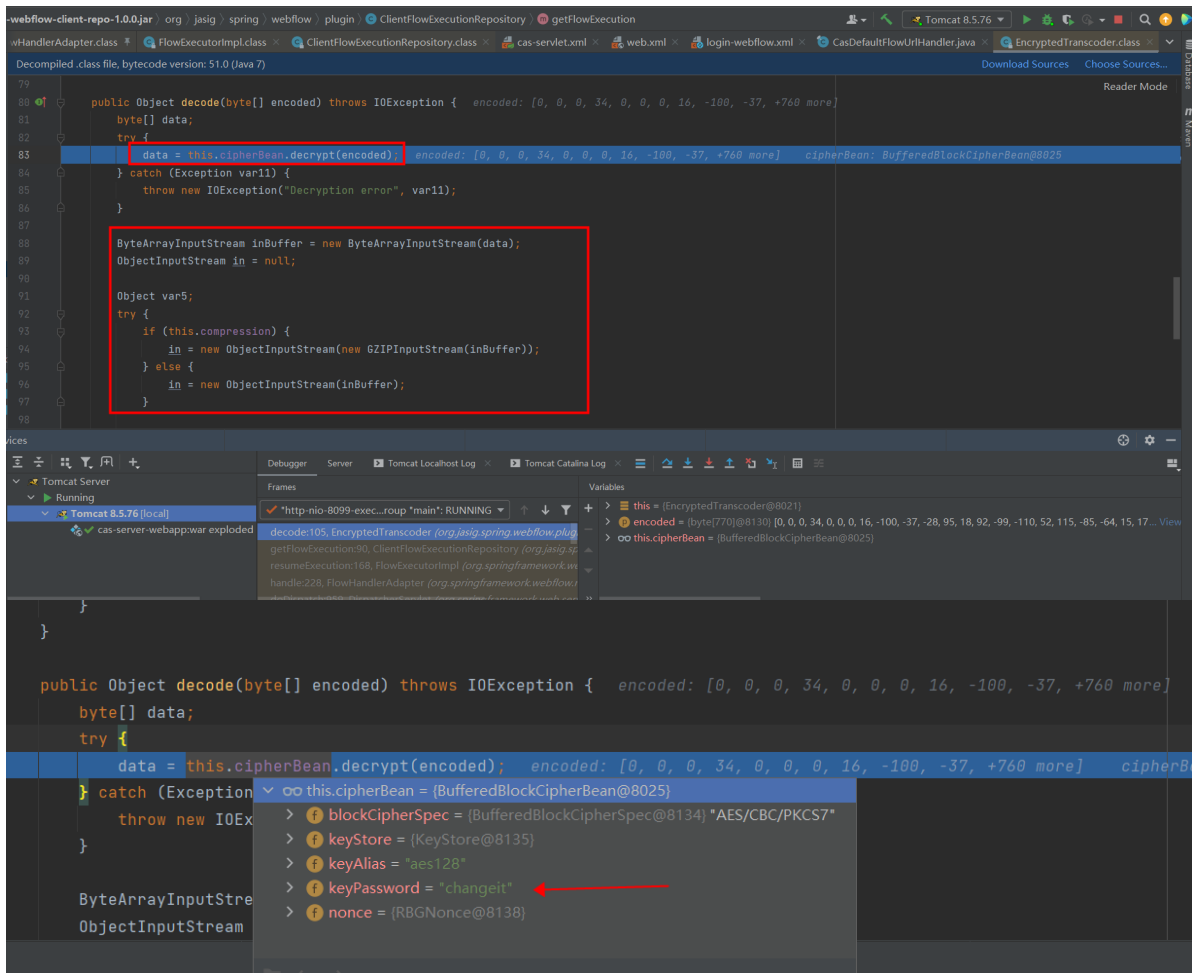 -webflow-client-repo-1.0.0.jar › org › jasig › spring › webflow › plugin › ClientFlowExecutionRepository › getFlowExecution
Tomcat 8.5.76
wHandlerAdapter.class FlowExecutorImpl.class ClientFlowExecutionRepository.class cas-servlet.xml web.xml login-webflow.xml CasDefaultFlowUrlHandler.java EncryptedTranscoder.class
Decompiled .class file, bytecode version: 51.0 (Java 7) Download Sources Choose Sources...
Database
Maven
Reader Mode
79
80 public Object decode(byte[] encoded) throws IOException { encoded: [0, 0, 0, 34, 0, 0, 0, 16, -100, -37, +760 more]
81 byte[] data;
82 try {
83 data = this.cipherBean.decrypt(encoded); encoded: [0, 0, 0, 34, 0, 0, 0, 16, -100, -37, +760 more] cipherBean: BufferedBlockCipherBean@8025
84 } catch (Exception var11) {
85 throw new IOException("Decryption error", var11);
86 }
87
88 ByteArrayInputStream inBuffer = new ByteArrayInputStream(data);
89 ObjectInputStream in = null;
90
91 Object var5;
92 try {
93 if (this.compression) {
94 in = new ObjectInputStream(new GZIPInputStream(inBuffer));
95 } else {
96 in = new ObjectInputStream(inBuffer);
97 }
98
vices
Debugger Server Tomcat Localhost Log Tomcat Catalina Log
Tomcat Server
Running
Tomcat 8.5.76 [local]
cas-server-webapp:war exploded
Frames
"http-nio-8099-exec...roup "main": RUNNING
decode:105, EncryptedTranscoder (org.jasig.spring.webflow.plug
getFlowExecution:90, ClientFlowExecutionRepository (org.jasig.sp
resumeExecution:168, FlowExecutorImpl (org.springframework.we
handle:228, FlowHandlerAdapter (org.springframework.webflow.r
Variables
this = {EncryptedTranscoder@8021}
encoded = {byte[770]@8130} [0, 0, 0, 34, 0, 0, 0, 16, -100, -37, -28, 95, 18, 92, -99, -110, 52, 115, -85, -64, 15, 17... View
this.cipherBean = {BufferedBlockCipherBean@8025}
}
}
public Object decode(byte[] encoded) throws IOException { encoded: [0, 0, 0, 34, 0, 0, 0, 16, -100, -37, +760 more]
byte[] data;
try {
data = this.cipherBean.decrypt(encoded); encoded: [0, 0, 0, 34, 0, 0, 0, 16, -100, -37, +760 more] cipherB
} catch (Exception
throw new IOEx
}
ByteArrayInputStre
ObjectInputStream
this.cipherBean = {BufferedBlockCipherBean@8025}
blockCipherSpec = {BufferedBlockCipherSpec@8134} "AES/CBC/PKCS7"
keyStore = {KeyStore@8135}
keyAlias = "aes128"
keyPassword = "changeit"
nonce = {RBGNonce@8138}